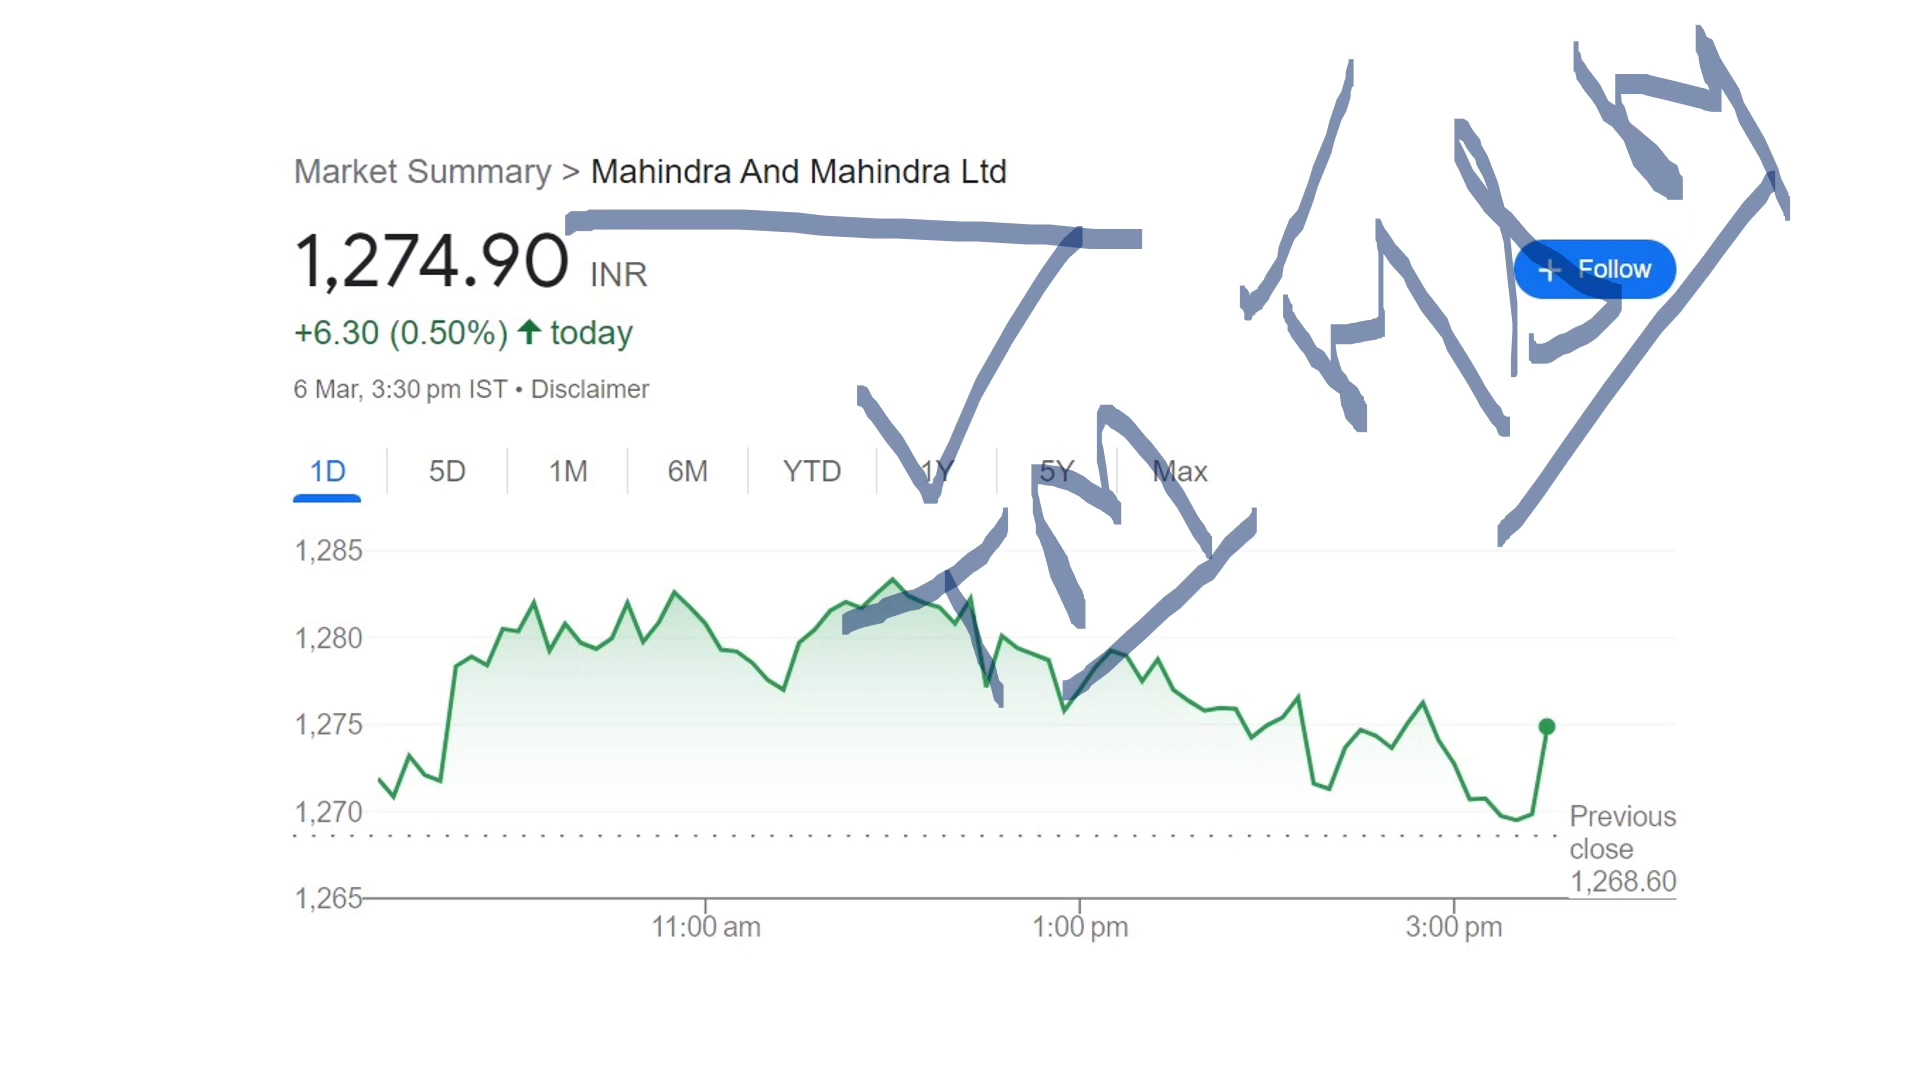 Market Summary > Mahindra And Mahindra Ltd
1,274.90 INR
+6.30 (0.50%) ↑ today
6 Mar, 3:30 pm IST • Disclaimer
+ Follow
1D 5D 1M 6M YTD 1Y 5Y Max
1,285
1,280
1,275
1,270
1,265
Previous
close
1,268.60
11:00 am 1:00 pm 3:00 pm